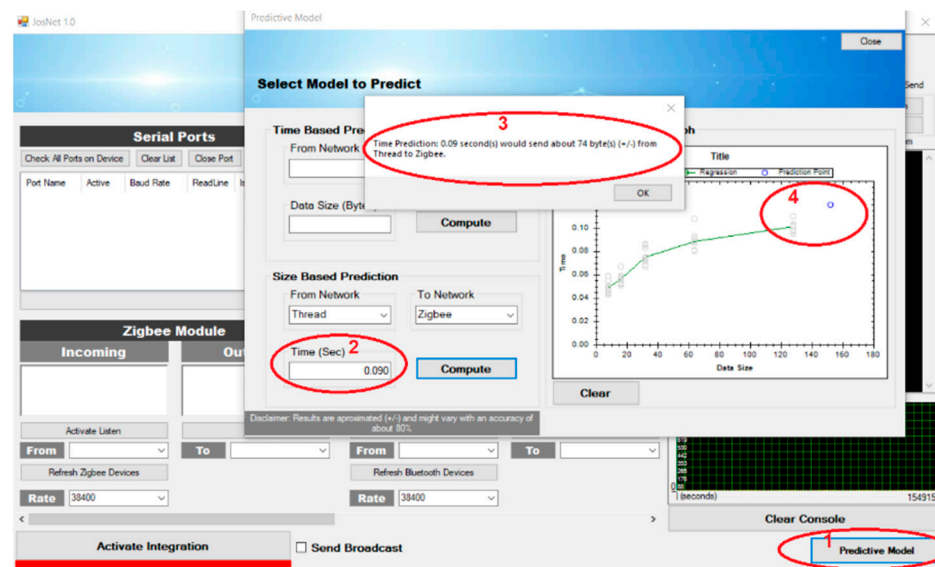 JosNet 1.0
Predictive Model
Close
Send
Select Model to Predict
Serial Ports
Check All Ports on Device
Clear List
Close Port
Port Name
Active
Baud Rate
ReadLine
Time Based
From Network
Data Size
Compute
3
Time Prediction: 0.09 second(s) would send about 74 byte(s) (+/-) from
Thread to Zigbee.
OK
Title
Regression
Prediction Point
4
0.10
0.08
0.06
0.04
0.02
0.00
Time
0 20 40 60 80 100 120 140 160 180
Data Size
Size Based Prediction
From Network
To Network
Thread
Zigbee
Time (Sec)
2
0.090
Compute
Clear
Disclaimer: Results are aproximated (+/-) and might vary with an accuracy of
about 80%
Zigbee Module
Incoming
Activate Listen
From
To
From
To
Refresh Zigbee Devices
Refresh Bluetooth Devices
Rate
38400
Rate
38400
(seconds)
154915
Clear Console
Activate Integration
Send Broadcast
1
Predictive Model